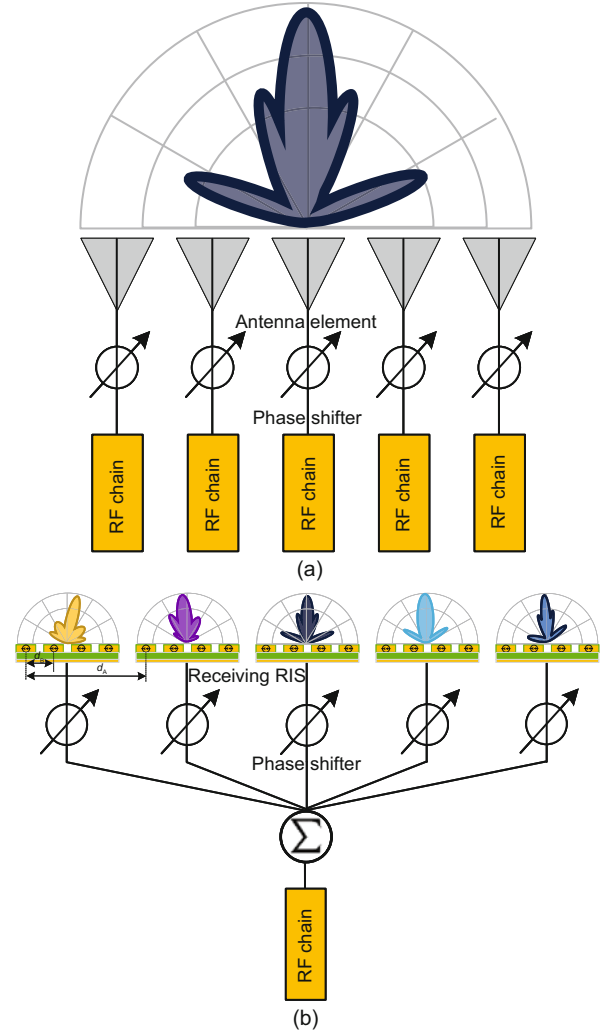 Antenna element
Phase shifter
RF chain RF chain RF chain RF chain RF chain
(a)
d
d_A
Receiving RIS
Phase shifter
Σ
RF chain
(b)